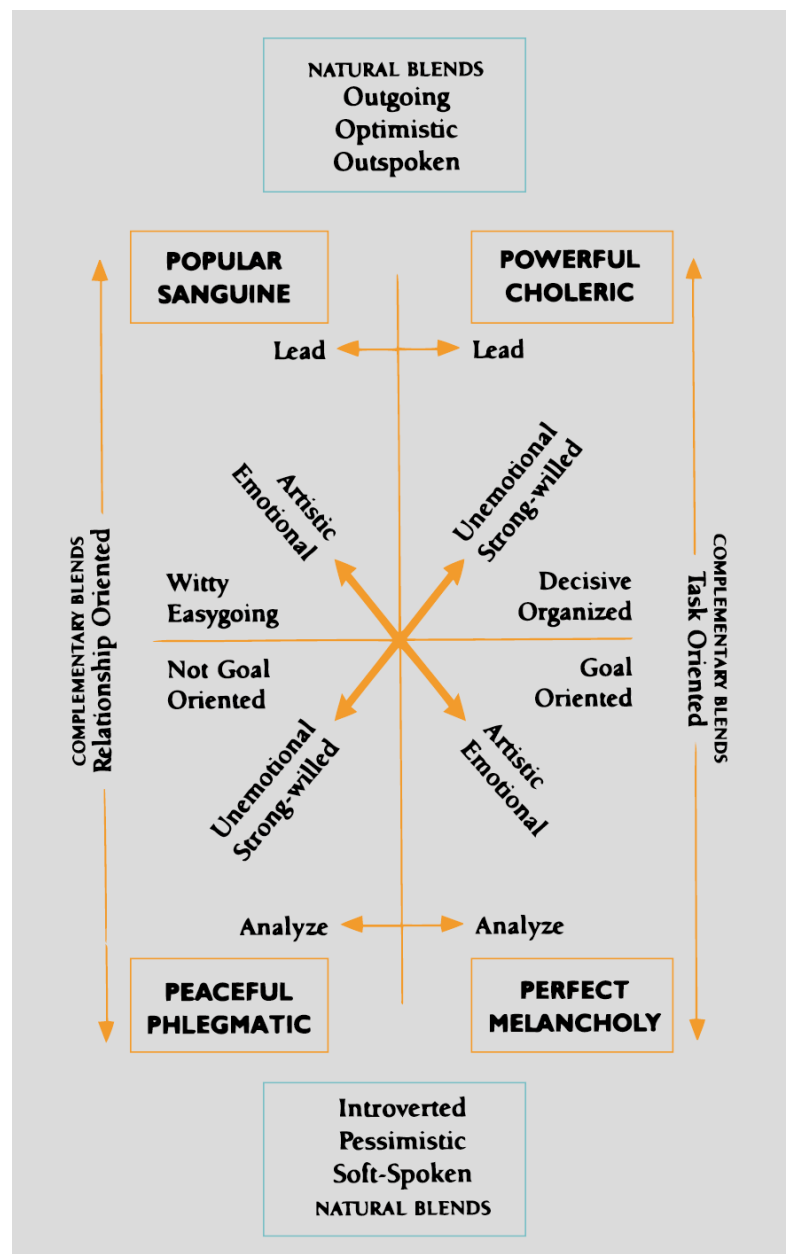 NATURAL BLENDS
Outgoing
Optimistic
Outspoken
POPULAR
SANGUINE
POWERFUL
CHOLERIC
Lead
Lead
Artistic
Emotional
Unemotional
Strong-willed
COMPLEMENTARY BLENDS
Relationship Oriented
Witty
Easygoing
Decisive
Organized
COMPLEMENTARY BLENDS
Task Oriented
Not Goal
Oriented
Goal
Oriented
Unemotional
Strong-willed
Artistic
Emotional
Analyze
Analyze
PEACEFUL
PHLEGMATIC
PERFECT
MELANCHOLY
Introverted
Pessimistic
Soft-Spoken
NATURAL BLENDS